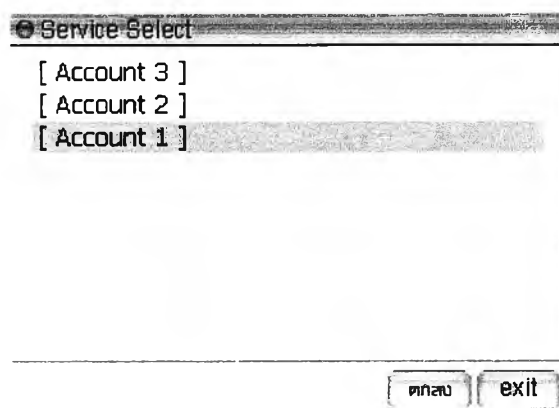 Service Select
[ Account 3 ]
[ Account 2 ]
[ Account 1 ]
ตกลง exit